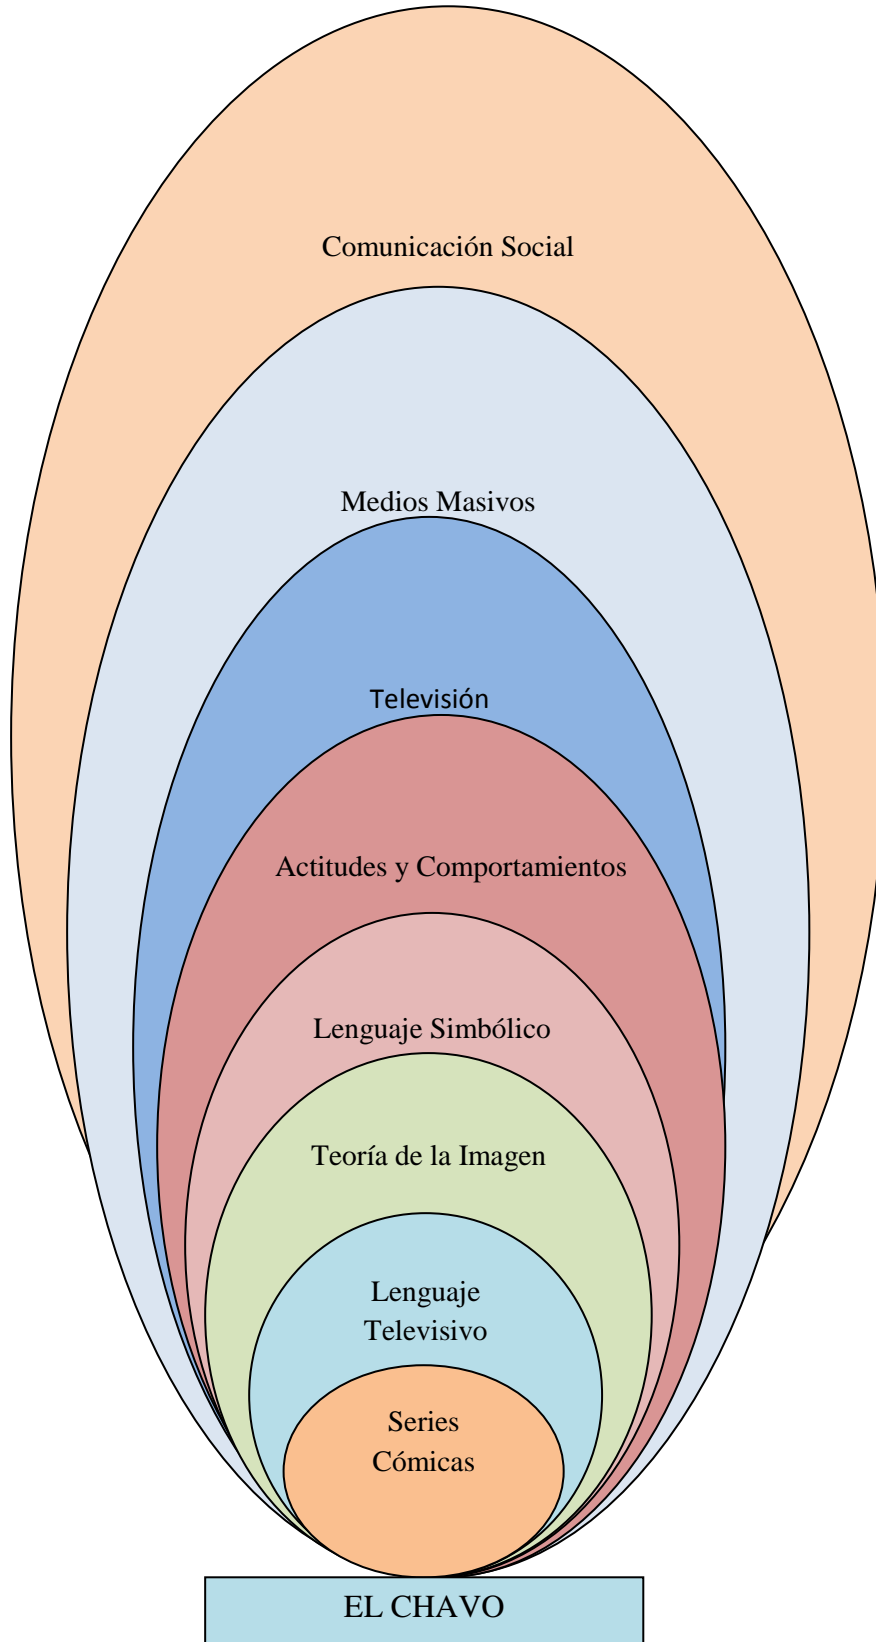 Comunicación Social
Medios Masivos
Televisión
Actitudes y Comportamientos
Lenguaje Simbólico
Teoría de la Imagen
Lenguaje
Televisivo
Series
Cómicas
EL CHAVO